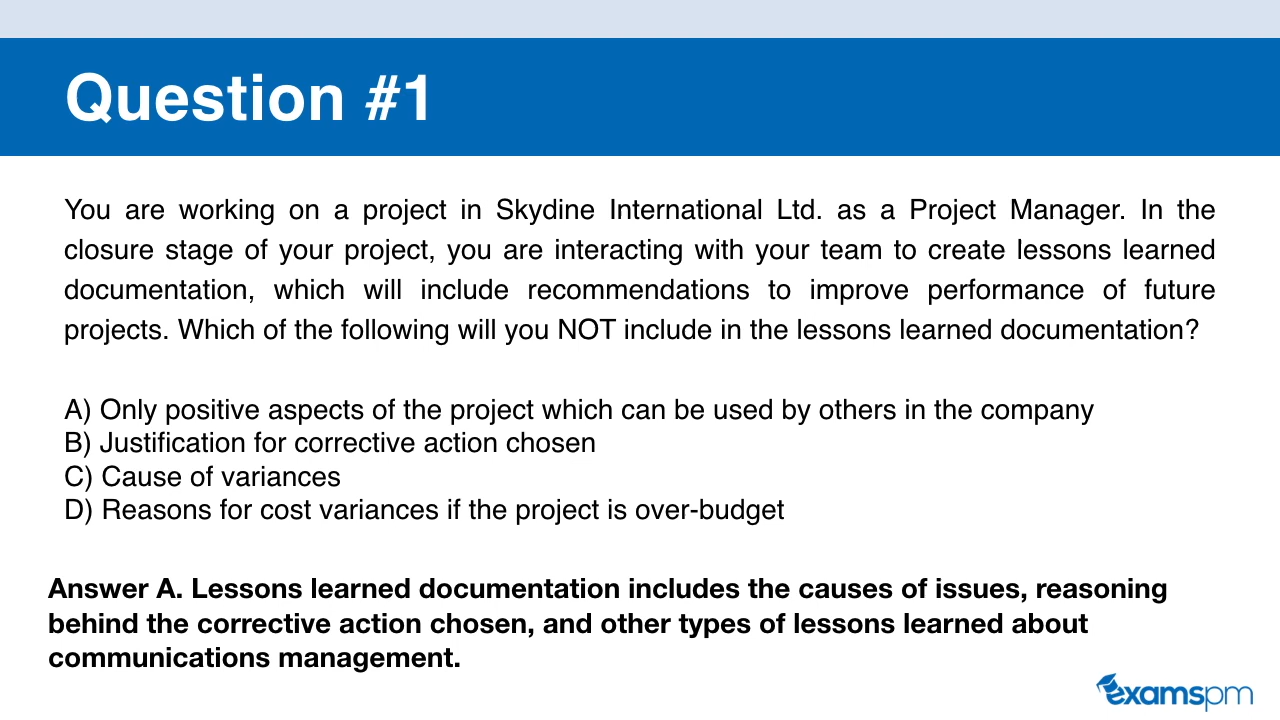 Question #1
You are working on a project in Skydine International Ltd. as a Project Manager. In the
closure stage of your project, you are interacting with your team to create lessons learned
documentation, which will include recommendations to improve performance of future
projects. Which of the following will you NOT include in the lessons learned documentation?
A) Only positive aspects of the project which can be used by others in the company
B) Justification for corrective action chosen
C) Cause of variances
D) Reasons for cost variances if the project is over-budget
Answer A. Lessons learned documentation includes the causes of issues, reasoning
behind the corrective action chosen, and other types of lessons learned about
communications management.
examspm